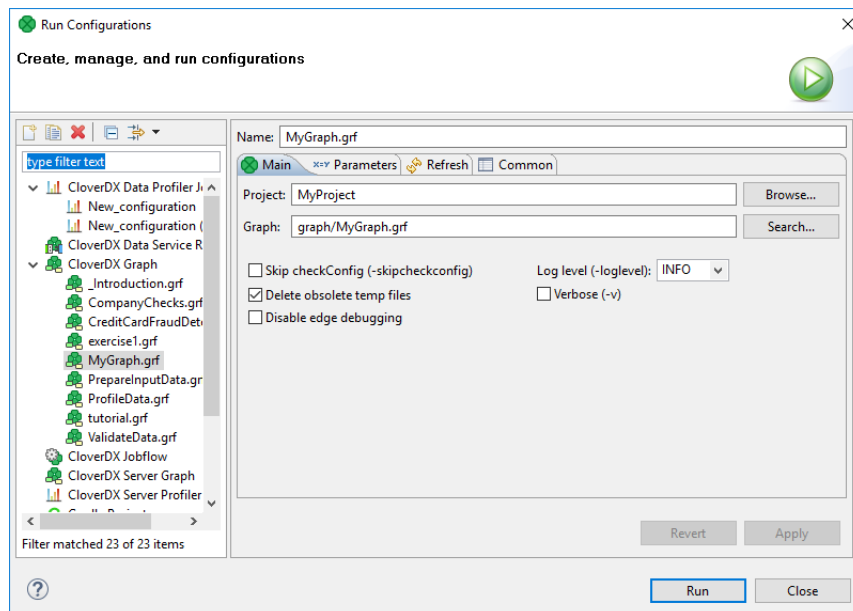 Run Configurations
Create, manage, and run configurations
type filter text
CloverDX Data Profiler
New_configuration
New_configuration (
CloverDX Data Service R
CloverDX Graph
_Introduction.grf
CompanyChecks.grf
CreditCardFraudDet
exercise1.grf
MyGraph.grf
PrepareInputData.gr
ProfileData.grf
tutorial.grf
ValidateData.grf
CloverDX Jobflow
CloverDX Server Graph
CloverDX Server Profiler
Filter matched 23 of 23 items
Name: MyGraph.grf
Main x=y Parameters Refresh Common
Project: MyProject Browse...
Graph: graph/MyGraph.grf Search...
Skip checkConfig (-skipcheckconfig) Log level (-loglevel): INFO
Delete obsolete temp files Verbose (-v)
Disable edge debugging
Revert Apply
? Run Close